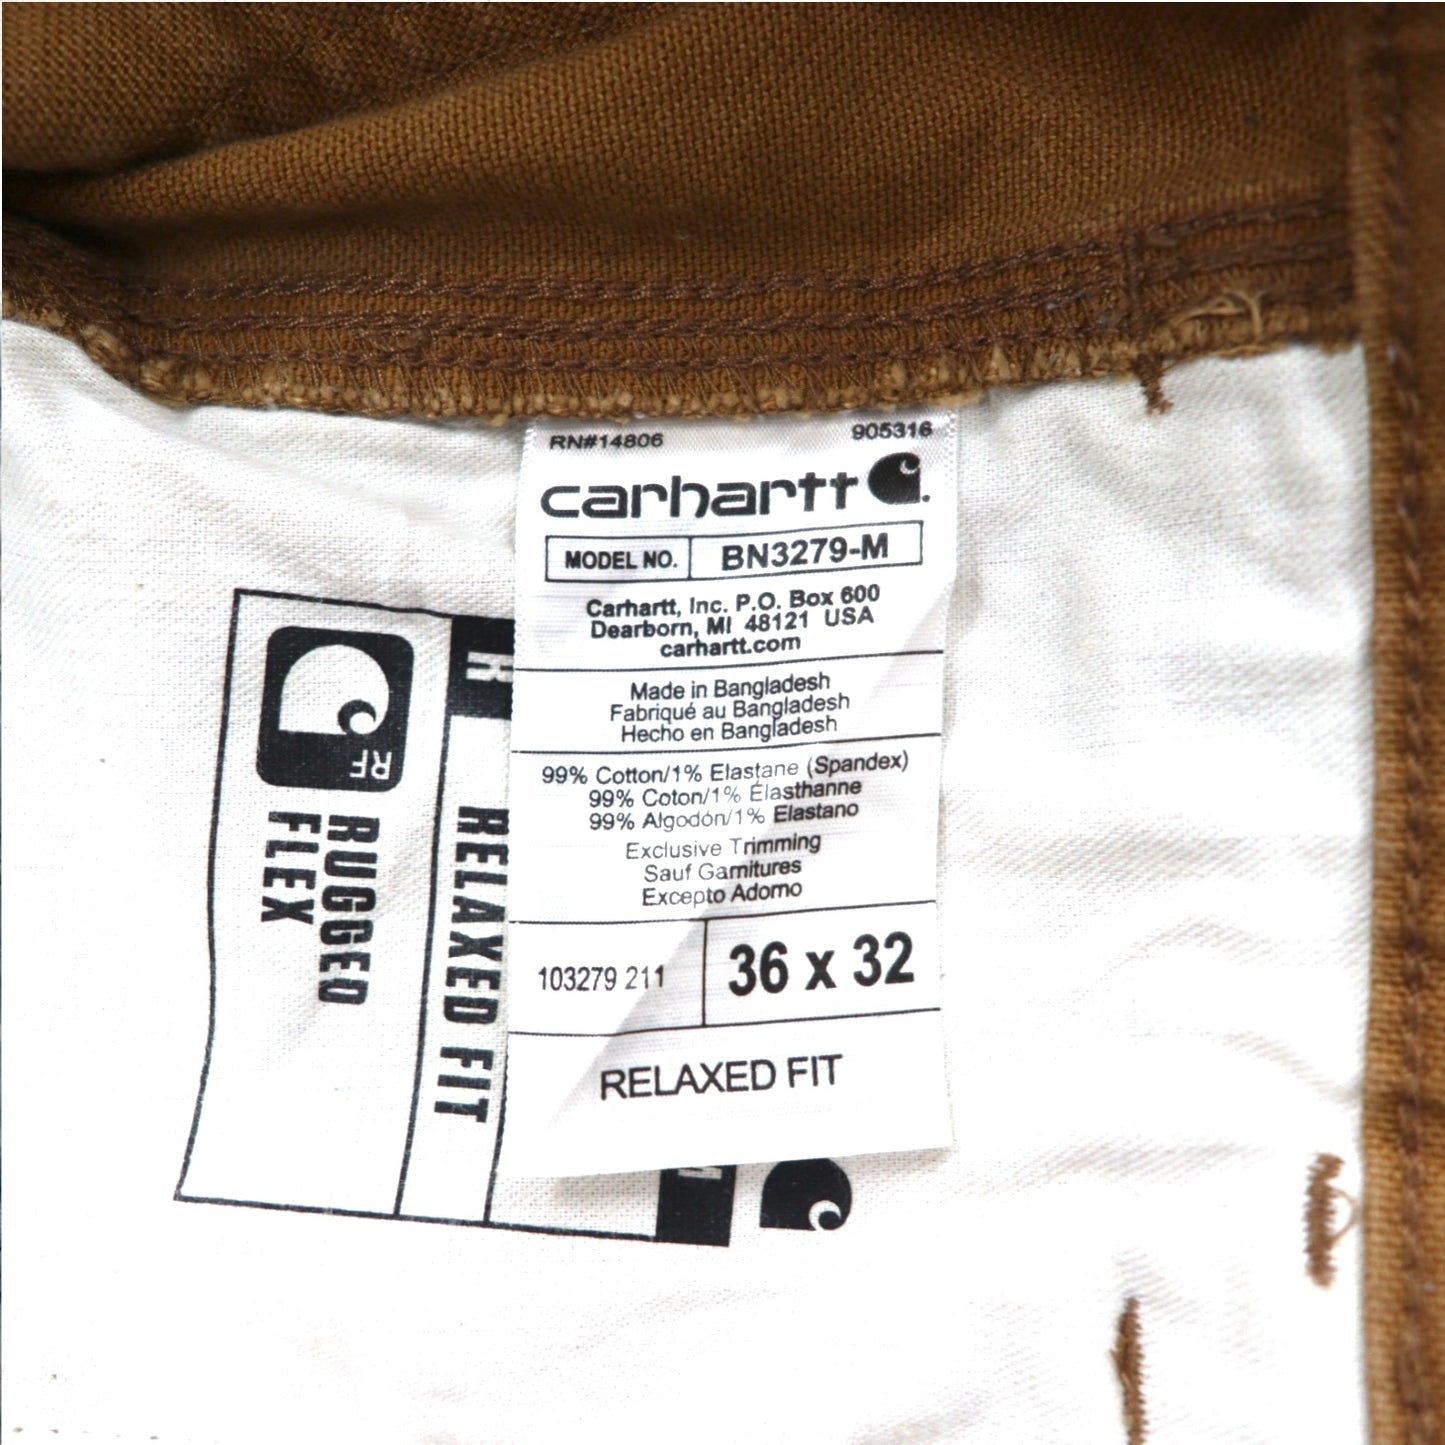 RN#14806 905316
carhartt
MODEL NO. BN3279-M
Carhartt, Inc. P.O. Box 600
Dearborn, MI 48121 USA
carhartt.com
Made in Bangladesh
Fabriqué au Bangladesh
Hecho en Bangladesh
99% Cotton/1% Elastane (Spandex)
99% Coton/1% Élasthanne
99% Algodón/1% Elastano
Exclusive Trimming
Sauf Garnitures
Excepto Adorno
103279 211 36 x 32
RELAXED FIT
RF
RUGGED
FLEX
RELAXED FIT
R